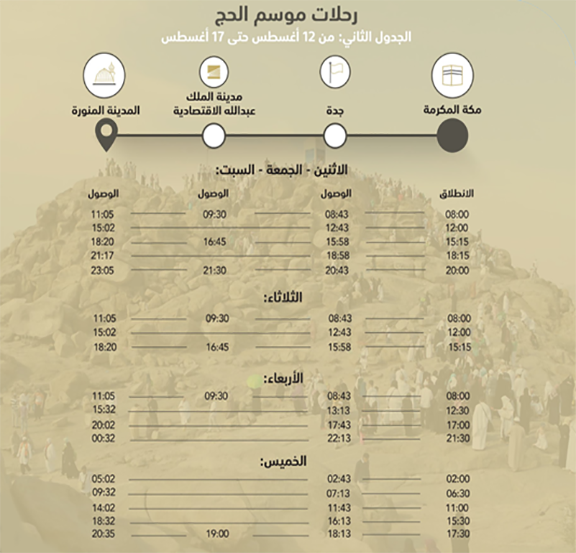 رحلات موسم الحج
الجدول الثاني: من 12 أغسطس حتى 17 أغسطس
مكة المكرمة
جدة
مدينة الملك
عبدالله الاقتصادية
المدينة المنورة
الاثنين - الجمعة - السبت:
الانطلاق الوصول الوصول الوصول
08:00 08:43 09:30 11:05
12:00 12:43 15:02
15:15 15:58 16:45 18:20
18:15 18:58 21:17
20:00 20:43 21:30 23:05
الثلاثاء:
08:00 08:43 09:30 11:05
12:00 12:43 15:02
15:15 15:58 16:45 18:20
الأربعاء:
08:00 08:43 09:30 11:05
12:30 13:13 15:32
17:00 17:43 20:02
21:30 22:13 00:32
الخميس:
02:00 02:43 05:02
06:30 07:13 09:32
11:00 11:43 14:02
15:30 16:13 18:32
17:30 18:13 19:00 20:35